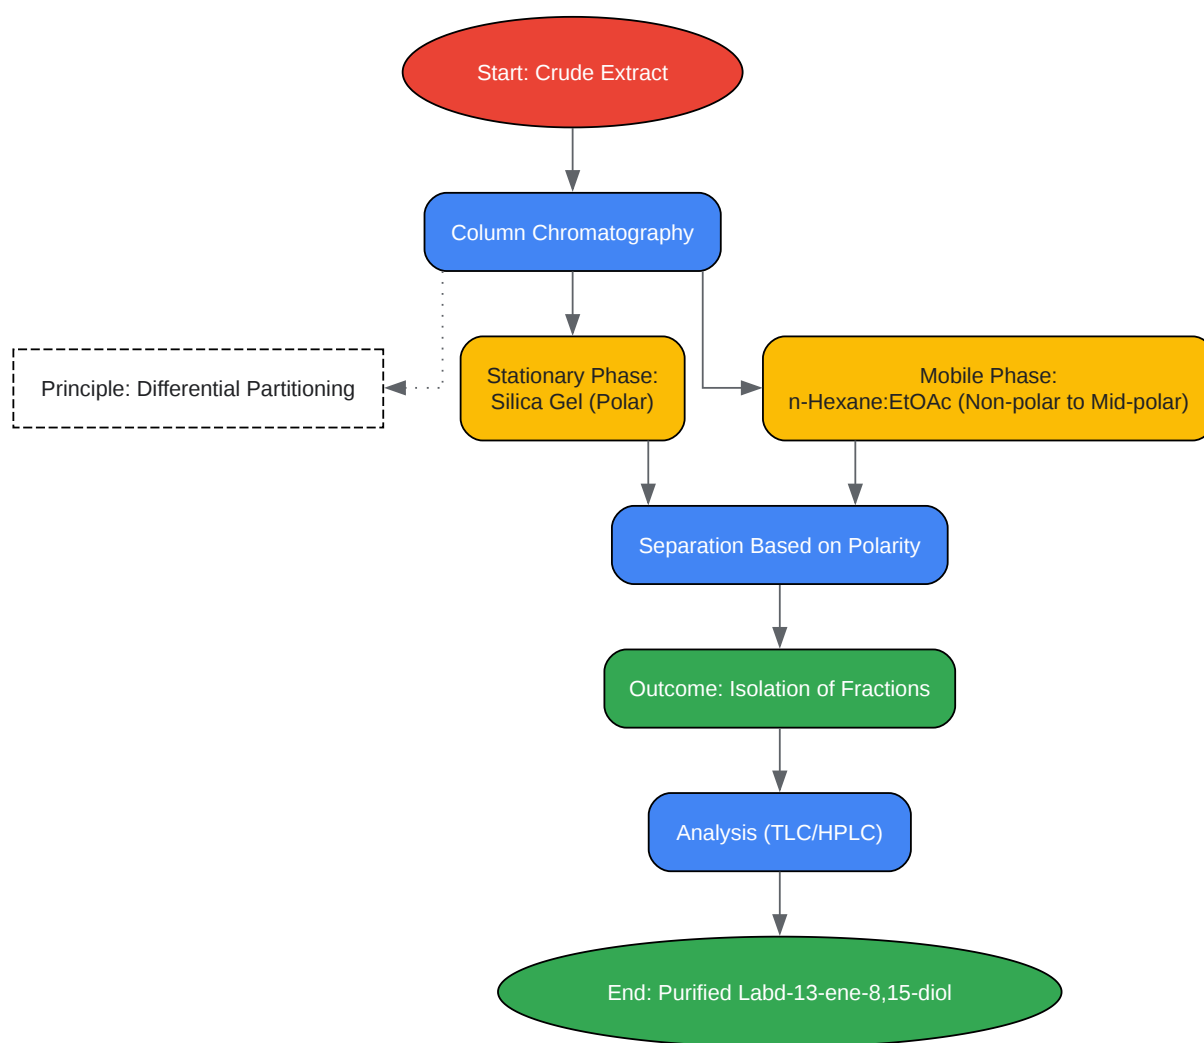 Start: Crude Extract
Column Chromatography
Principle: Differential Partitioning
Stationary Phase:
Silica Gel (Polar)
Mobile Phase:
n-Hexane:EtOAc (Non-polar to Mid-polar)
Separation Based on Polarity
Outcome: Isolation of Fractions
Analysis (TLC/HPLC)
End: Purified Labd-13-ene-8,15-diol